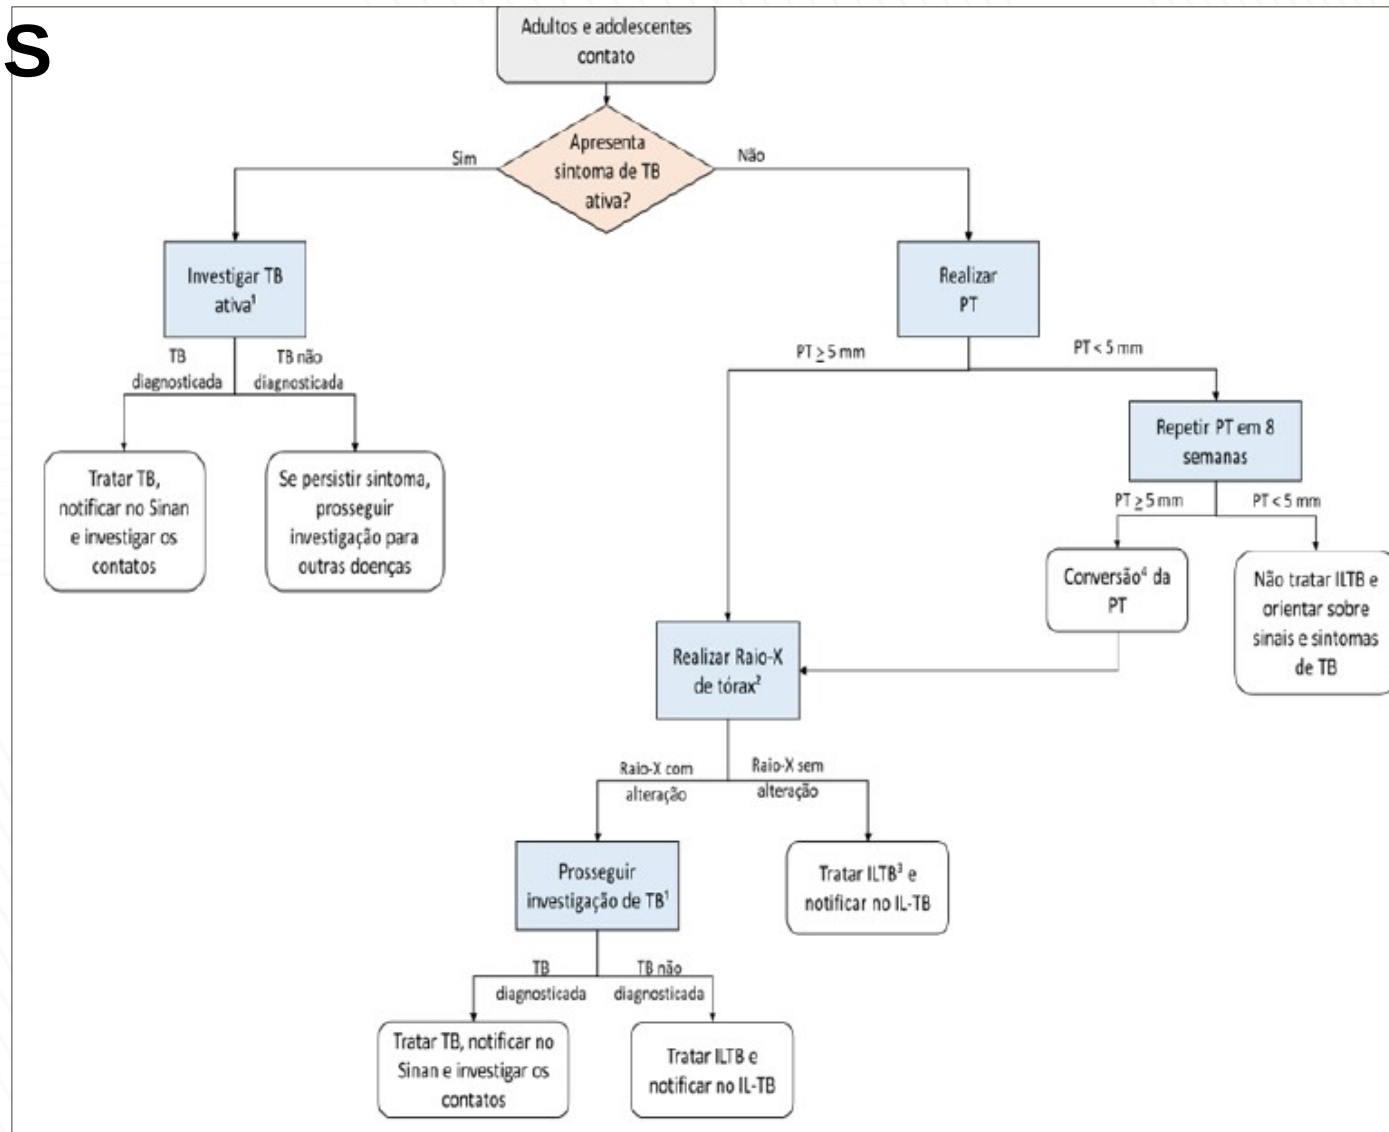 S
Adultos e adolescentes
contato
Apresenta
sintoma de TB
ativa?
Sim
Não
Investigar TB
ativa¹
Realizar
PT
TB
diagnosticada
TB não
diagnosticada
PT ≥ 5 mm
PT < 5 mm
Tratar TB,
notificar no Sinan
e investigar os
contatos
Se persistir sintoma,
prosseguir
investigação para
outras doenças
Repetir PT em 8
semanas
PT ≥ 5 mm
PT < 5 mm
Conversão⁴ da
PT
Não tratar ILTB e
orientar sobre
sinais e sintomas
de TB
Realizar Raio-X
de tórax²
Raio-X com
alteração
Raio-X sem
alteração
Prosseguir
investigação de TB¹
Tratar ILTB³ e
notificar no IL-TB
TB
diagnosticada
TB não
diagnosticada
Tratar TB, notificar no
Sinan e investigar os
contatos
Tratar ILTB e
notificar no IL-TB